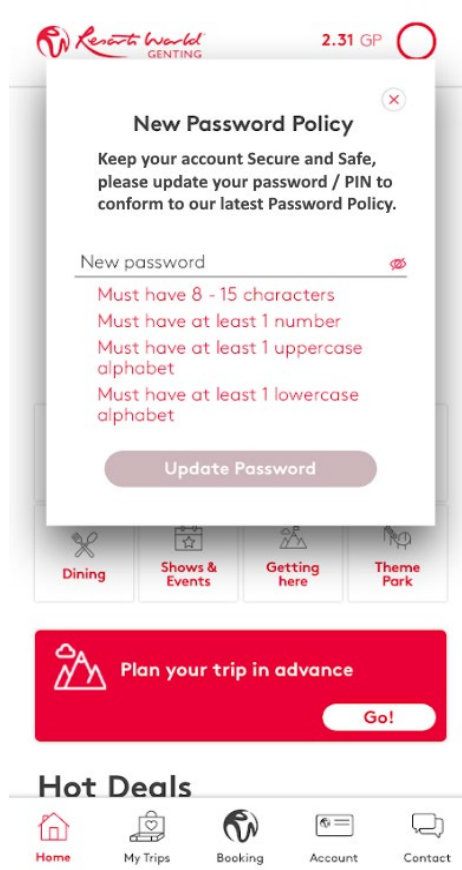 Resorts World
GENTING
2.31 GP
New Password Policy
Keep your account Secure and Safe,
please update your password / PIN to
conform to our latest Password Policy.
New password
Must have 8 - 15 characters
Must have at least 1 number
Must have at least 1 uppercase
alphabet
Must have at least 1 lowercase
alphabet
Update Password
Dining
Shows &
Events
Getting
here
Theme
Park
Plan your trip in advance
Go!
Hot Deals
Home
My Trips
Booking
Account
Contact